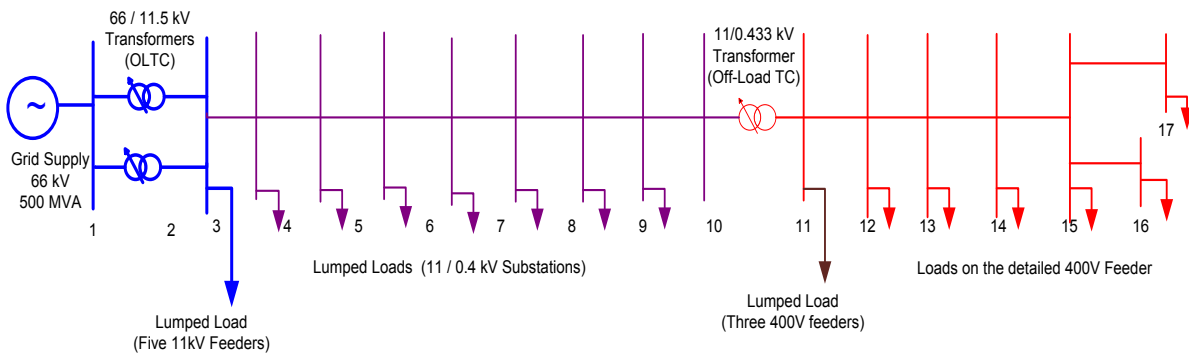 66 / 11.5 kV
Transformers
(OLTC)
11/0.433 kV
Transformer
(Off-Load TC)
~
Grid Supply
66 kV
500 MVA
1
2
3
4
5
6
7
8
9
10
11
12
13
14
15
16
17
Lumped Loads (11 / 0.4 kV Substations)
Loads on the detailed 400V Feeder
Lumped Load
(Five 11kV Feeders)
Lumped Load
(Three 400V feeders)